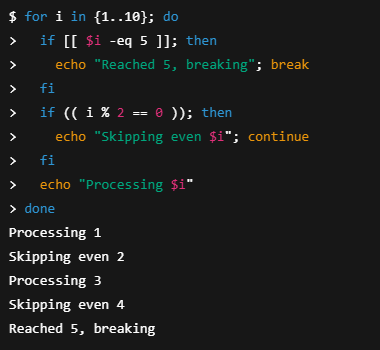 $ for i in {1..10}; do
>   if [[ $i -eq 5 ]]; then
>     echo "Reached 5, breaking"; break
>   fi
>   if (( i % 2 == 0 )); then
>     echo "Skipping even $i"; continue
>   fi
>   echo "Processing $i"
> done
Processing 1
Skipping even 2
Processing 3
Skipping even 4
Reached 5, breaking